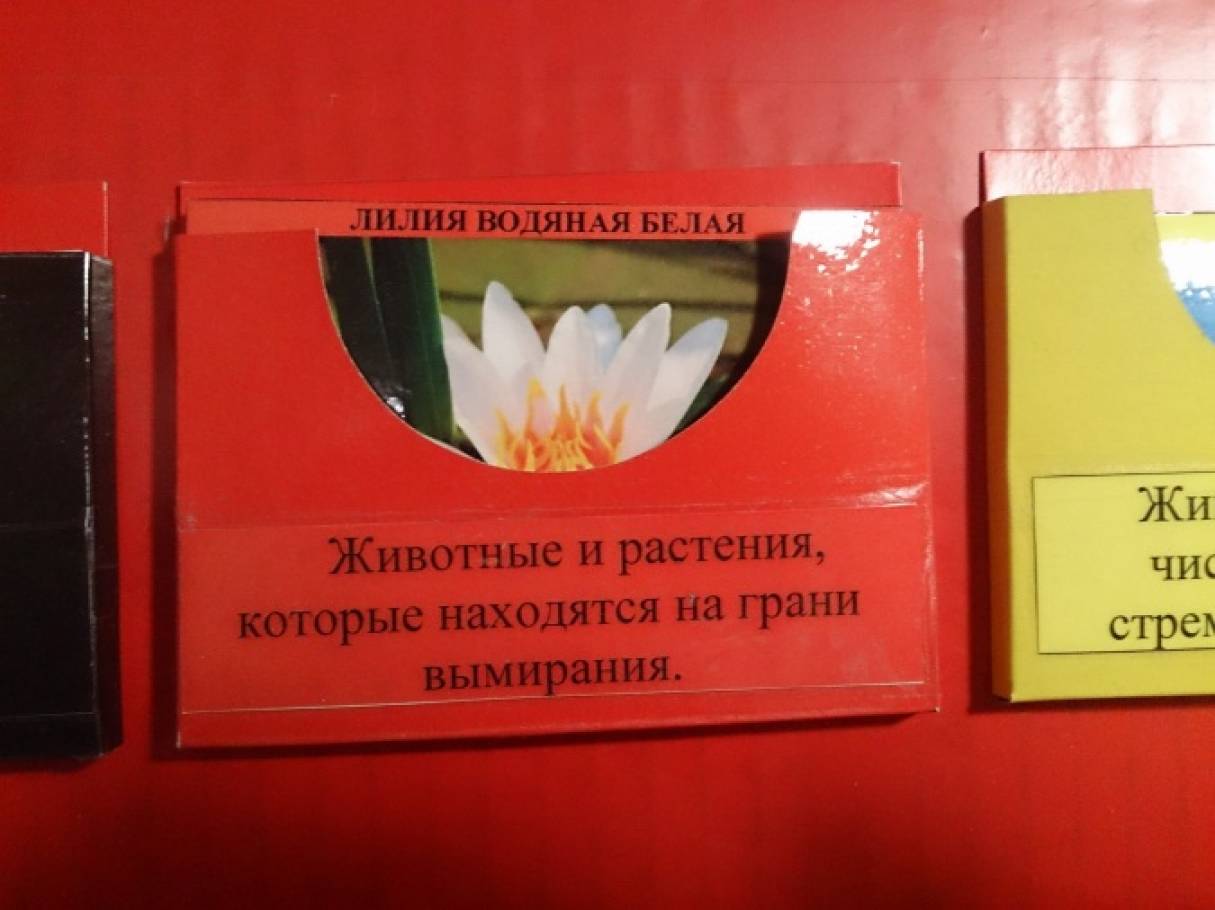 ЛИЛИЯ ВОДЯНАЯ БЕЛАЯ
Животные и растения,
которые находятся на грани
вымирания.